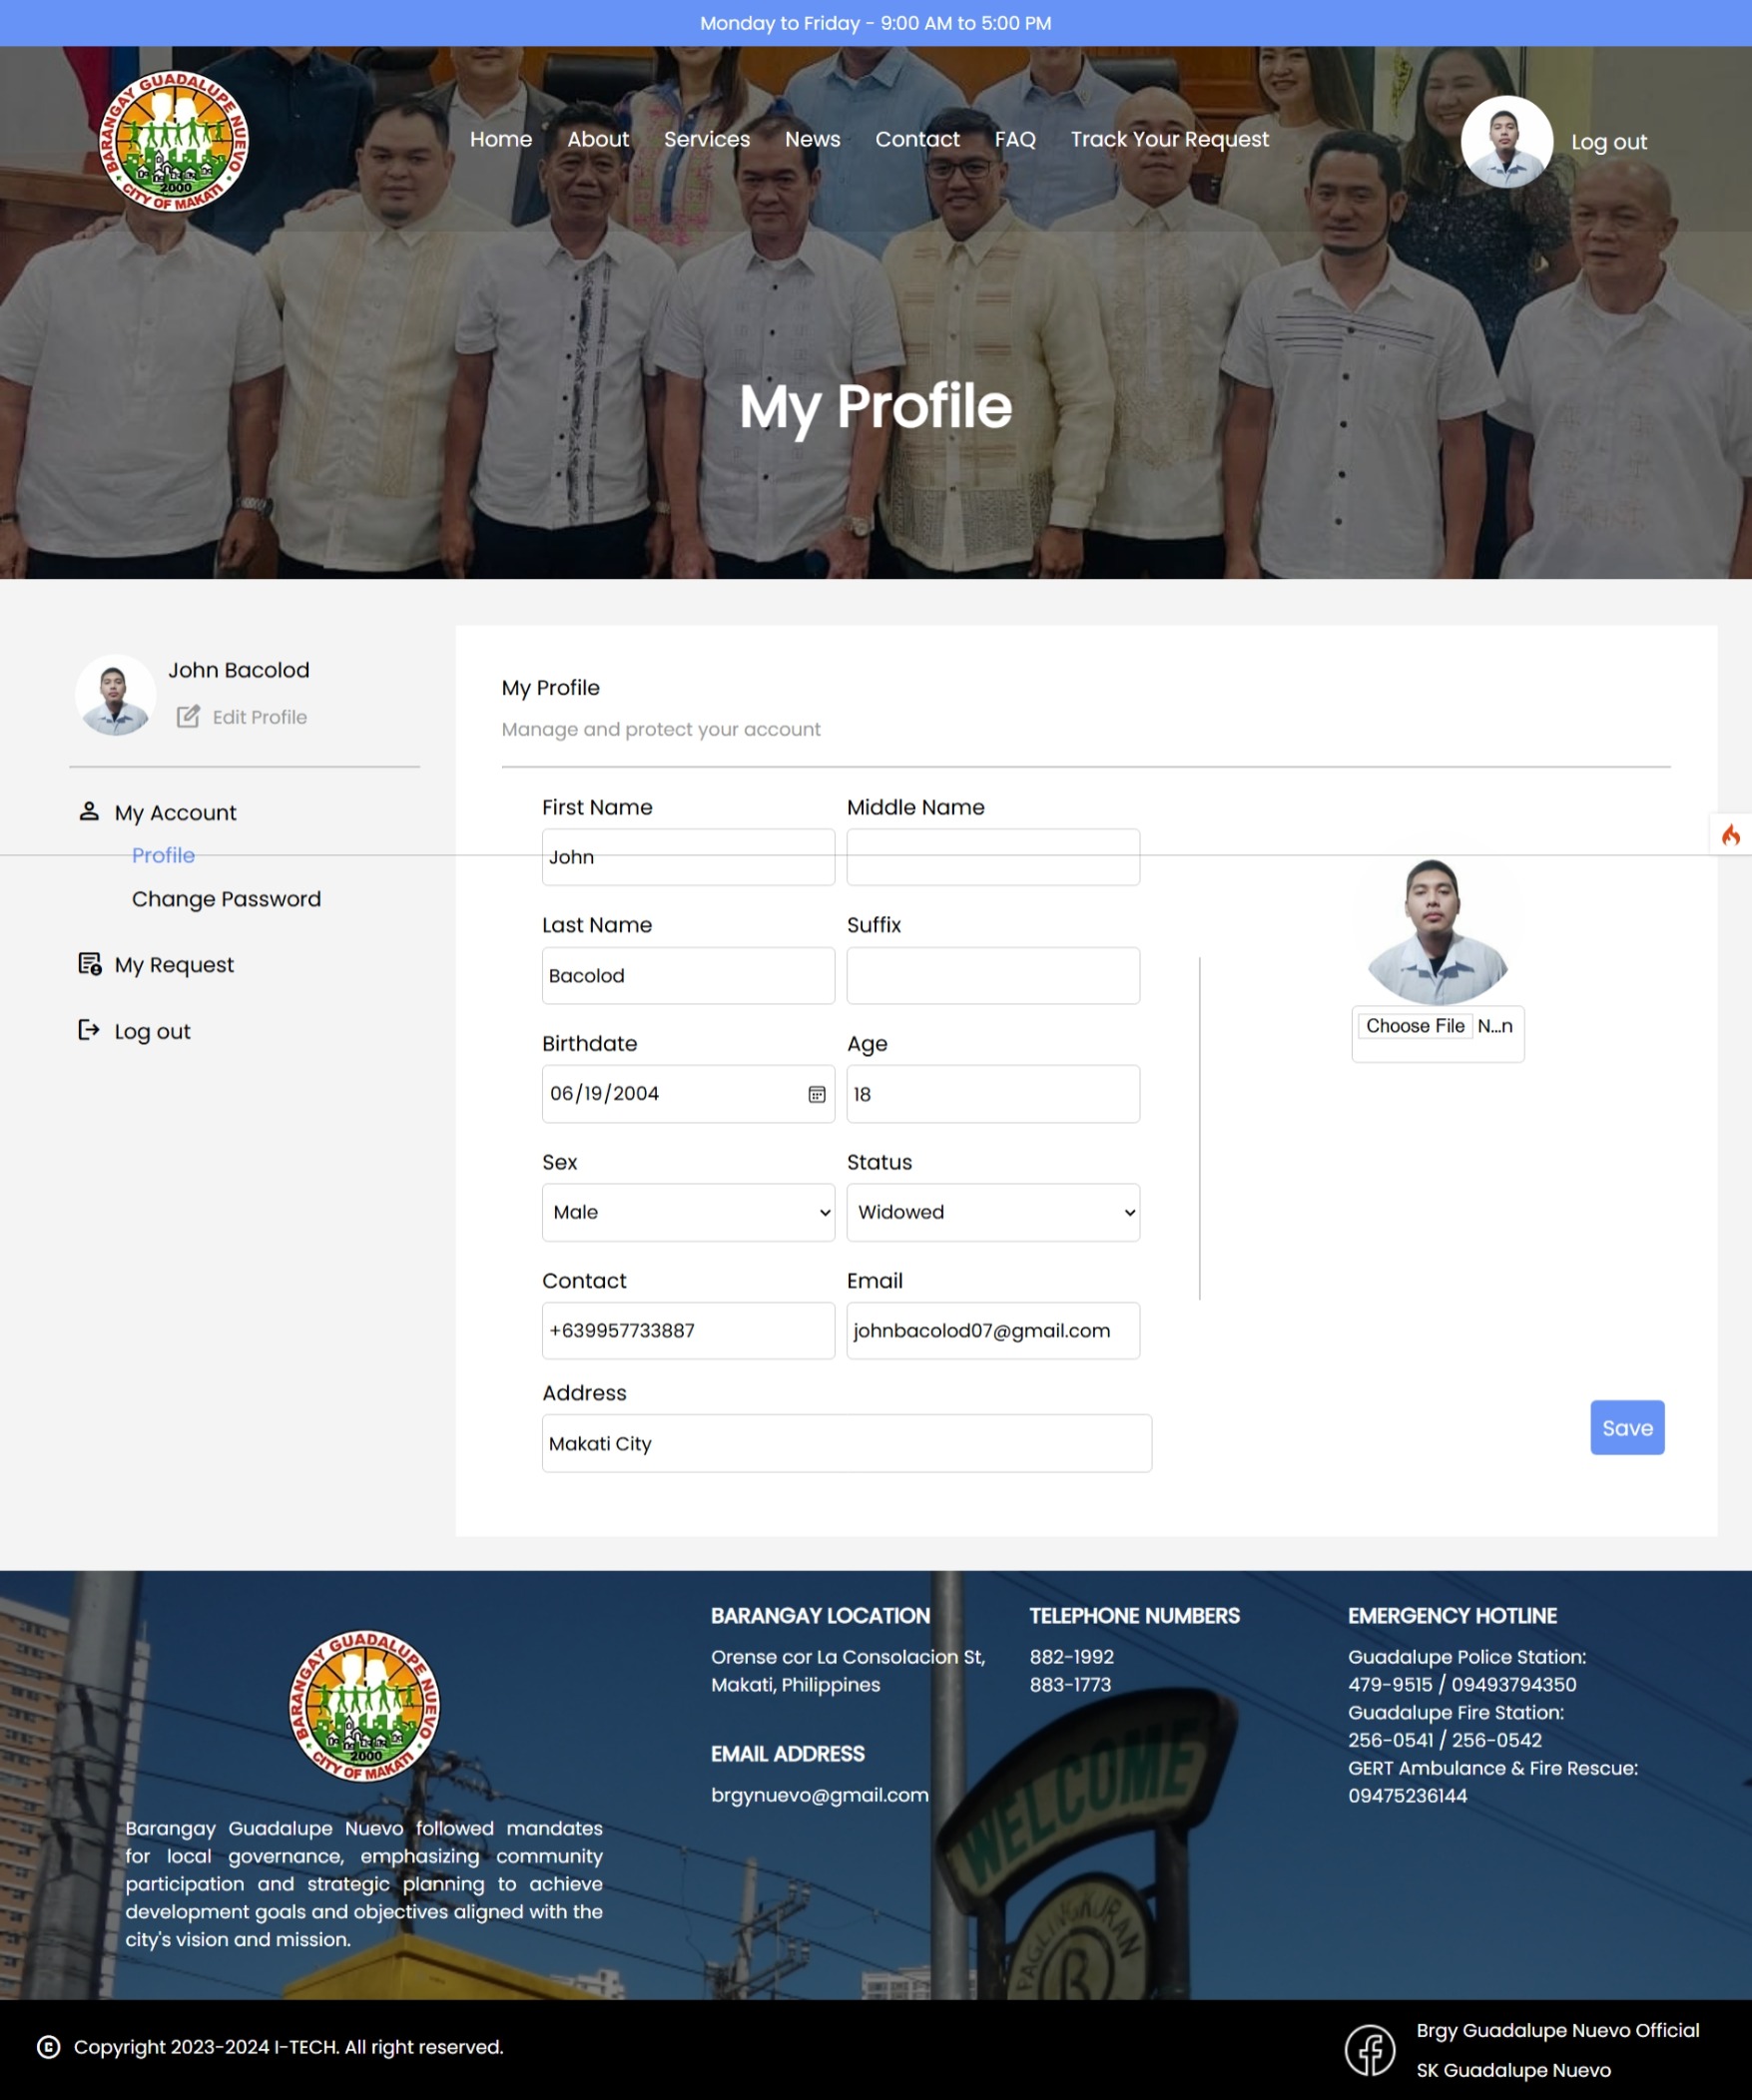 Monday to Friday - 9:00 AM to 5:00 PM
BARANGAY GUADALUPE NUEVO
2000
CITY OF MAKATI
Home About Services News Contact FAQ Track Your Request Log out
My Profile
John Bacolod
Edit Profile
My Account
Profile
Change Password
My Request
Log out
My Profile
Manage and protect your account
First Name Middle Name
John
Last Name Suffix
Bacolod
Birthdate Age
06/19/2004 18
Sex Status
Male Widowed
Contact Email
+639957733887 johnbacolod07@gmail.com
Address
Makati City
Choose File N...n
Save
BARANGAY GUADALUPE NUEVO
2000
CITY OF MAKATI
Barangay Guadalupe Nuevo followed mandates
for local governance, emphasizing community
participation and strategic planning to achieve
development goals and objectives aligned with the
city's vision and mission.
BARANGAY LOCATION
Orense cor La Consolacion St,
Makati, Philippines
EMAIL ADDRESS
brgynuevo@gmail.com
TELEPHONE NUMBERS
882-1992
883-1773
EMERGENCY HOTLINE
Guadalupe Police Station:
479-9515 / 09493794350
Guadalupe Fire Station:
256-0541 / 256-0542
GERT Ambulance & Fire Rescue:
09475236144
WELCOME
Copyright 2023-2024 I-TECH. All right reserved.
Brgy Guadalupe Nuevo Official
SK Guadalupe Nuevo